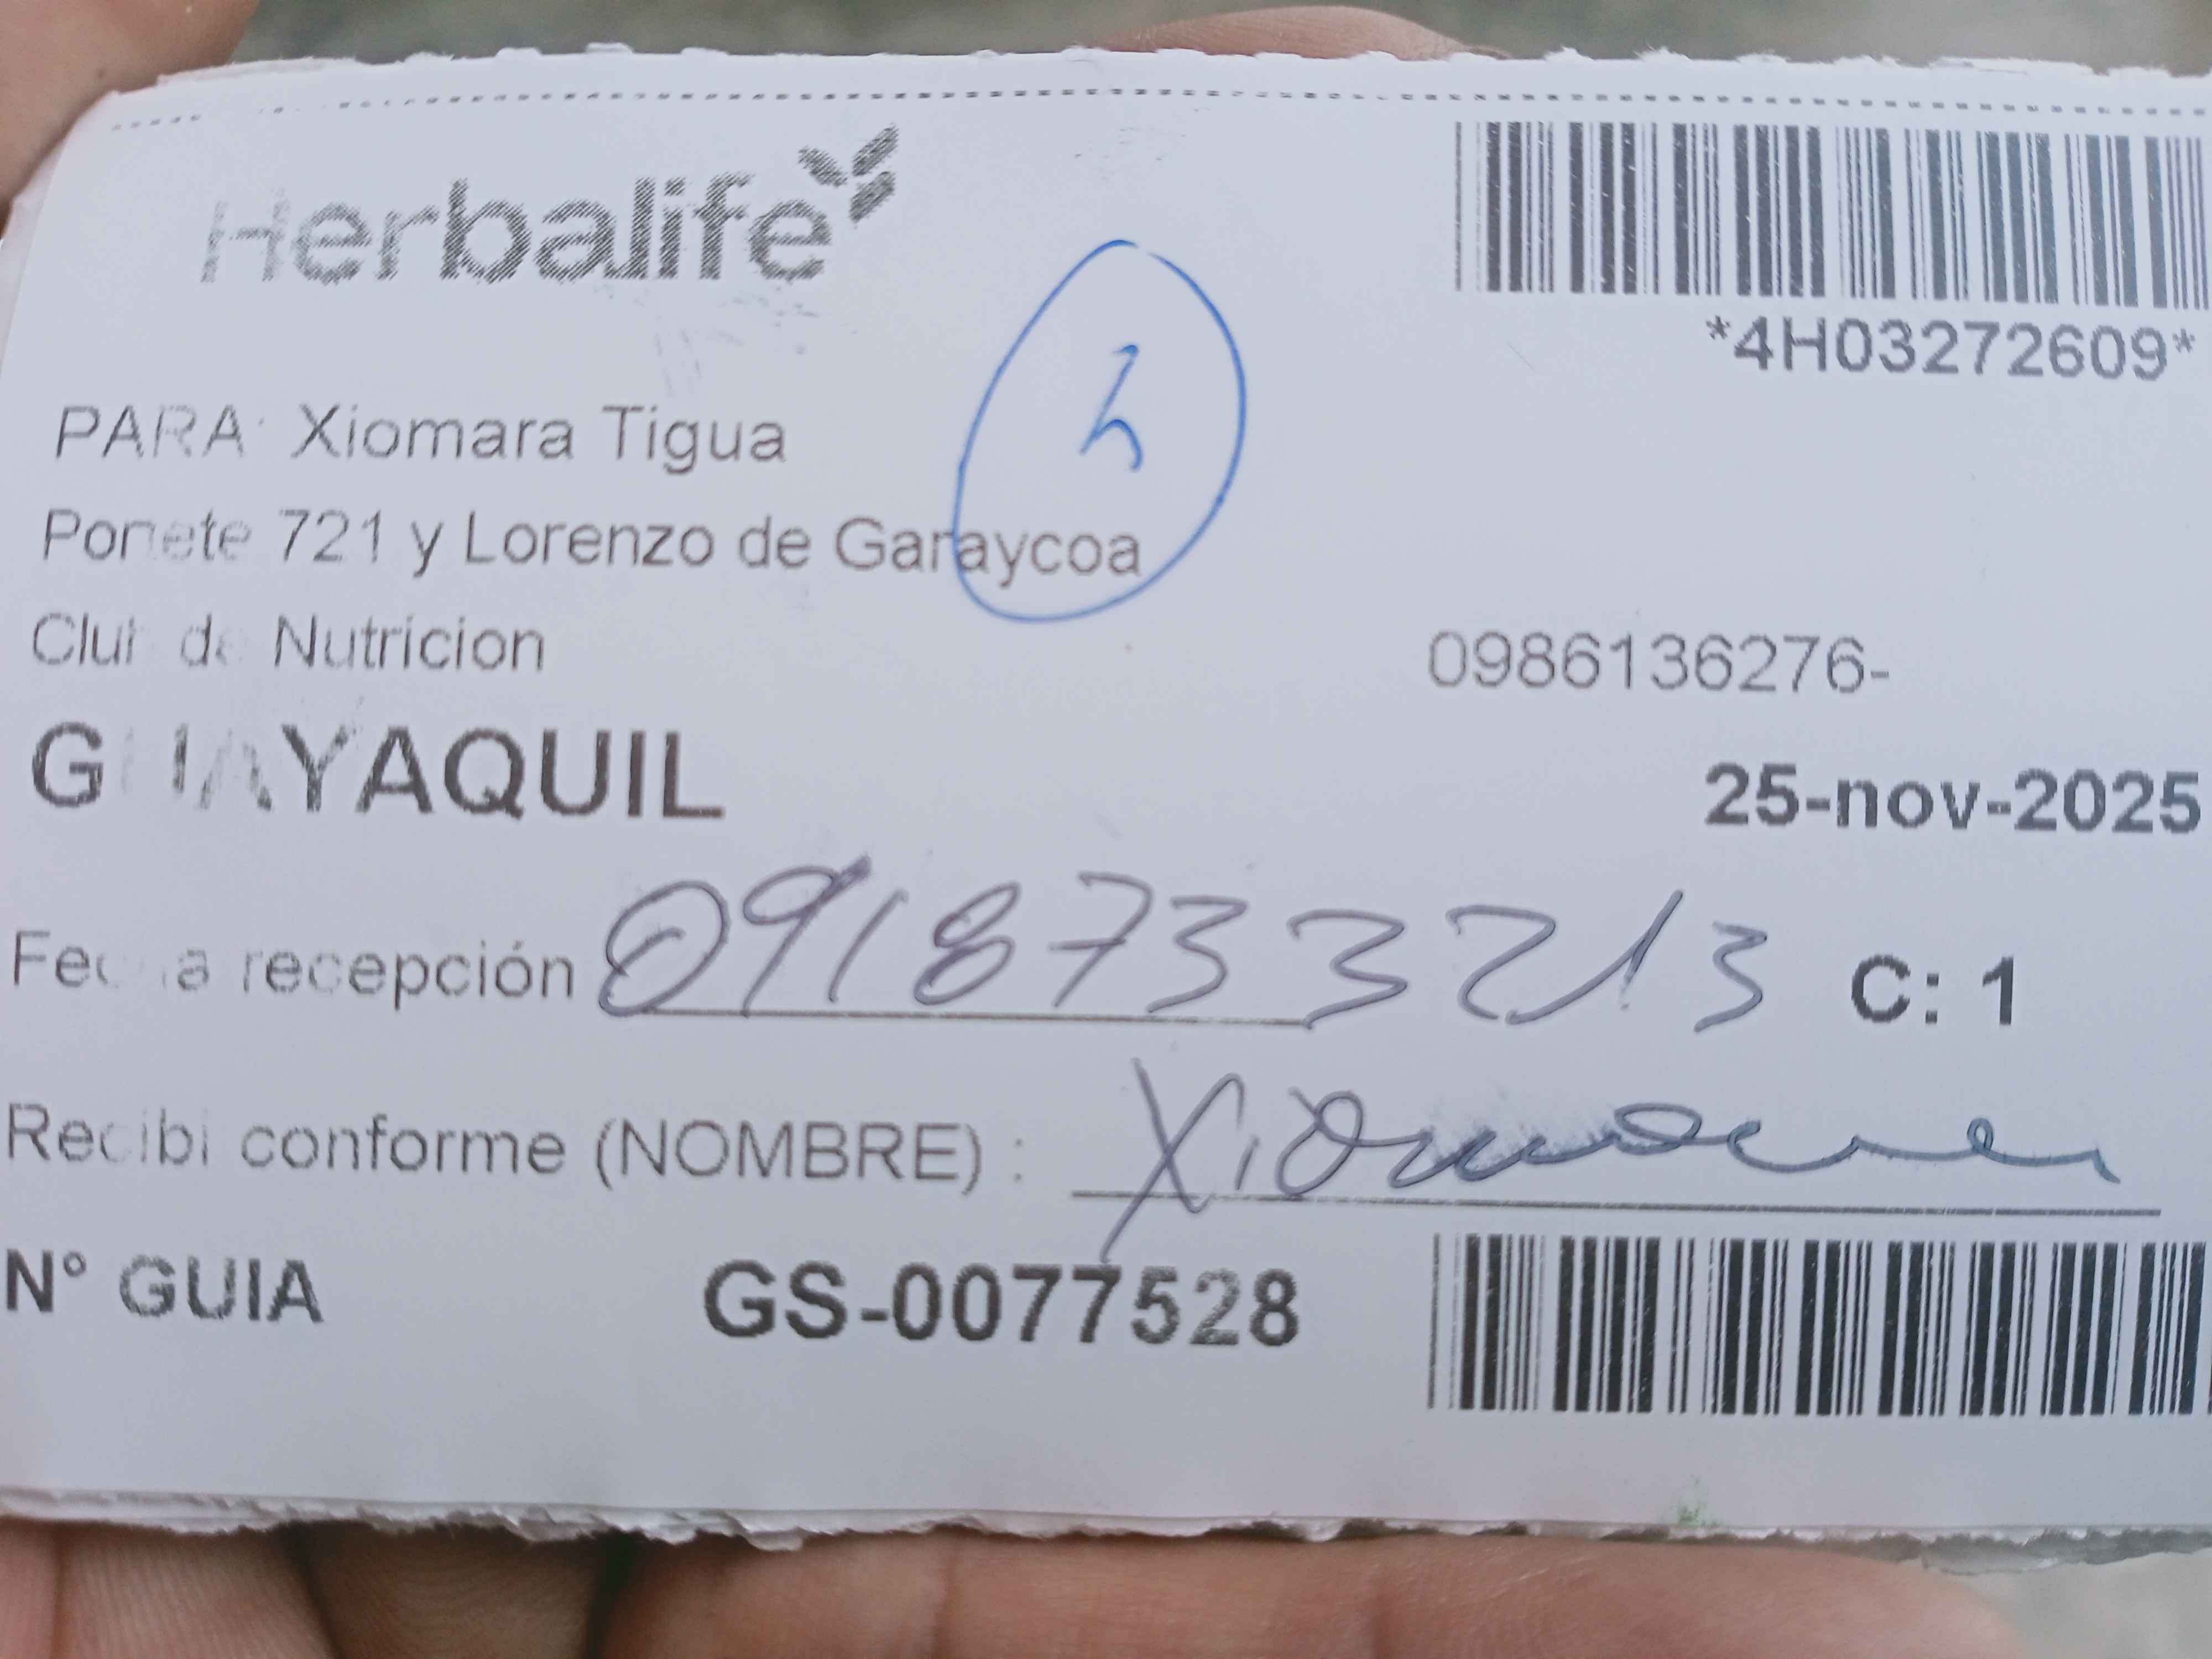 Herbalife
*4H03272609*
PARA: Xiomara Tigua
Ponete 721 y Lorenzo de Garaycoa
Club de Nutricion
0986136276-
GUAYAQUIL
25-nov-2025
Fecha recepción 0918733213 C: 1
Recibi conforme (NOMBRE) : Xiomara
N° GUIA GS-0077528